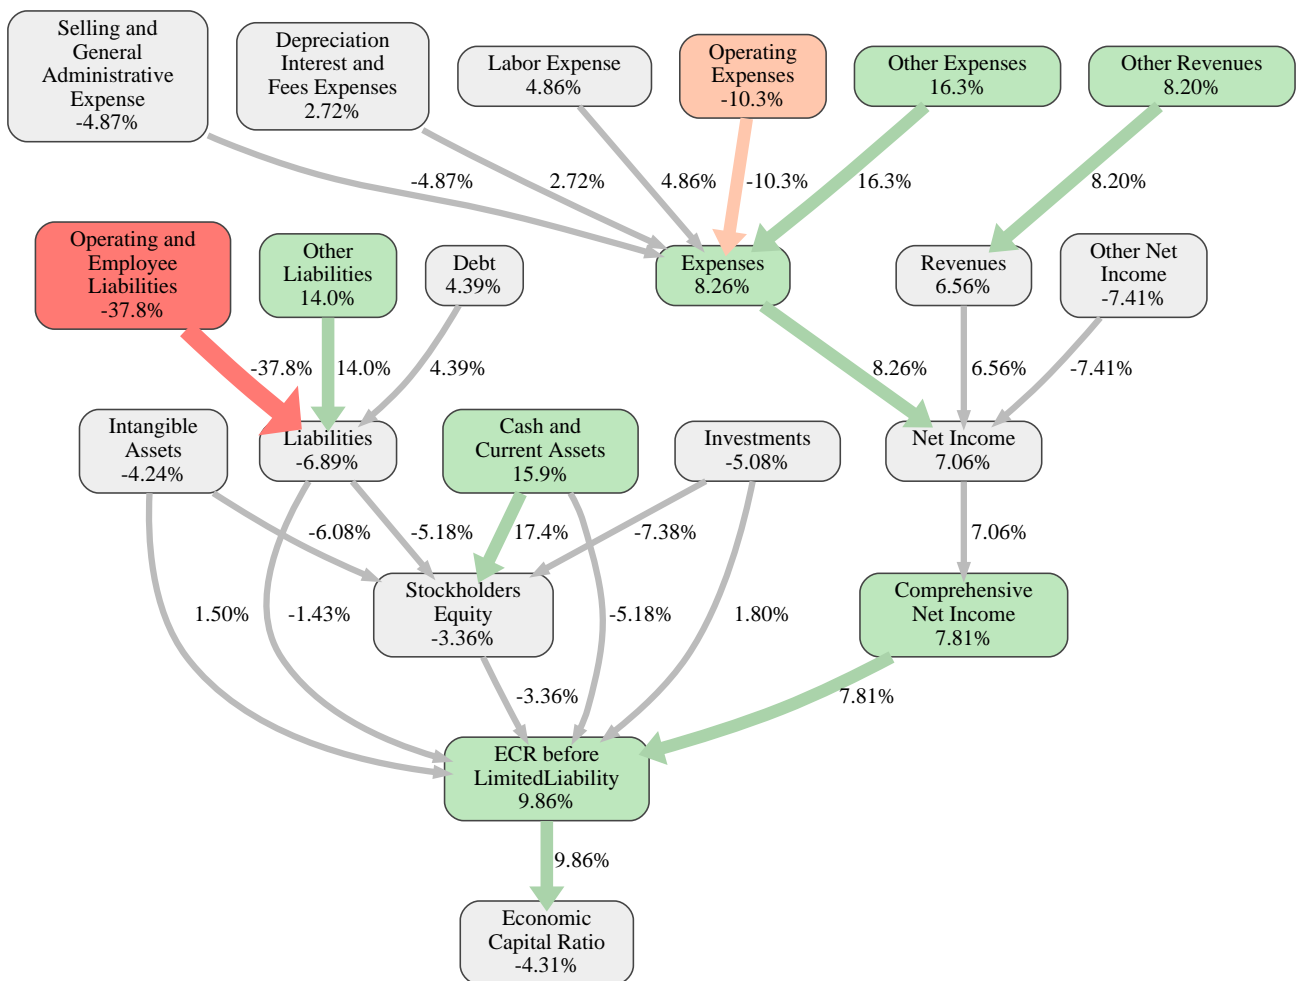 Selling and
General
Administrative
Expense
-4.87%
Depreciation
Interest and
Fees Expenses
2.72%
Labor Expense
4.86%
Operating
Expenses
-10.3%
Other Expenses
16.3%
Other Revenues
8.20%
-4.87%
2.72%
4.86%
-10.3%
16.3%
8.20%
Operating and
Employee
Liabilities
-37.8%
Other
Liabilities
14.0%
Debt
4.39%
Expenses
8.26%
Revenues
6.56%
Other Net
Income
-7.41%
-37.8%
14.0%
4.39%
8.26%
6.56%
-7.41%
Intangible
Assets
-4.24%
Liabilities
-6.89%
Cash and
Current Assets
15.9%
Investments
-5.08%
Net Income
7.06%
-6.08%
-5.18%
17.4%
-7.38%
7.06%
1.50%
-1.43%
Stockholders
Equity
-3.36%
-5.18%
1.80%
Comprehensive
Net Income
7.81%
-3.36%
7.81%
ECR before
LimitedLiability
9.86%
9.86%
Economic
Capital Ratio
-4.31%